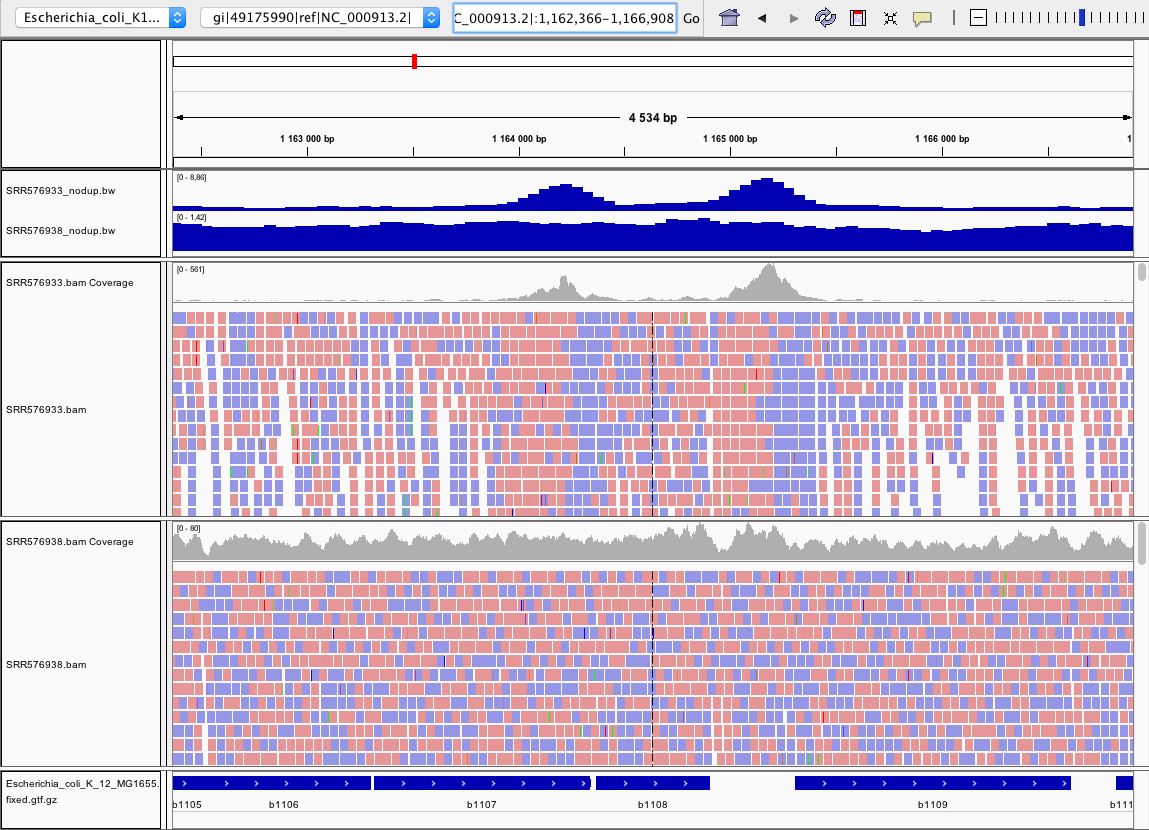 Escherichia_coli_K1... gi|49175990|ref|NC_000913.2| C_000913.2|:1,162,366-1,166,908 Go
4 534 bp
1 163 000 bp 1 164 000 bp 1 165 000 bp 1 166 000 bp 1
[0 - 8,86]
SRR576933_nodup.bw
[0 - 1,42]
SRR576938_nodup.bw
[0 - 561]
SRR576933.bam Coverage
SRR576933.bam
[0 - 80]
SRR576938.bam Coverage
SRR576938.bam
Escherichia_coli_K_12_MG1655.
fixed.gtf.gz
b1105 b1106 b1107 b1108 b1109 b111